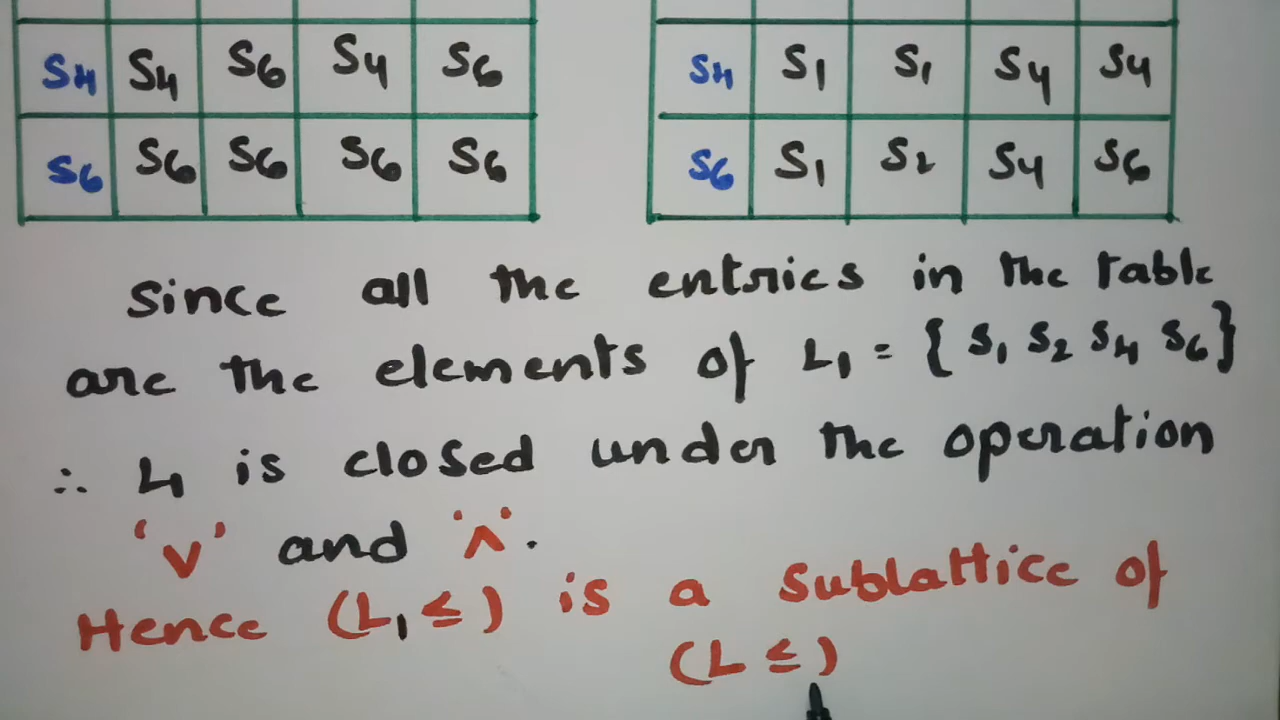 S4 S4 S6 S4 S6 S4 S1 S1 S4 S4
S6 S6 S6 S6 S6 S6 S1 S2 S4 S6
Since all the entries in the table
are the elements of L1 = { S1 S2 S4 S6}
∴ L1 is closed under the operation
'v' and '∧'.
Hence (L1 ≤) is a sublattice of
(L ≤)